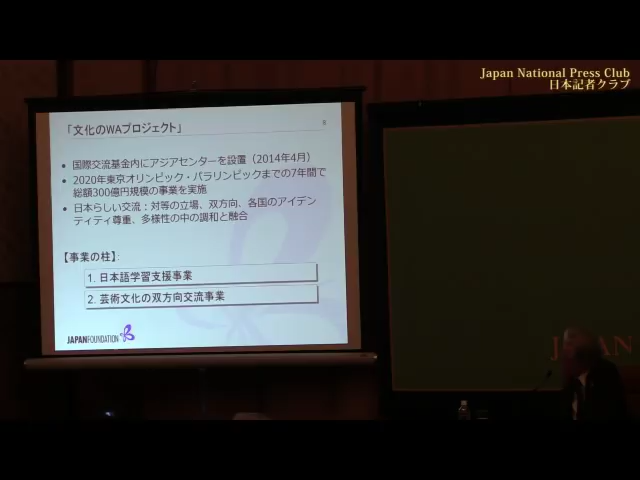 Japan National Press Club
日本記者クラブ
「文化のWAプロジェクト」
8
• 国際交流基金内にアジアセンターを設置（2014年4月）
• 2020年東京オリンピック・パラリンピックまでの7年間で
総額300億円規模の事業を実施
• 日本らしい交流：対等の立場、双方向、各国のアイデン
ティティ尊重、多様性の中の調和と融合
【事業の柱】:
1. 日本語学習支援事業
2. 芸術文化の双方向交流事業
JAPANFOUNDATION
JAPAN